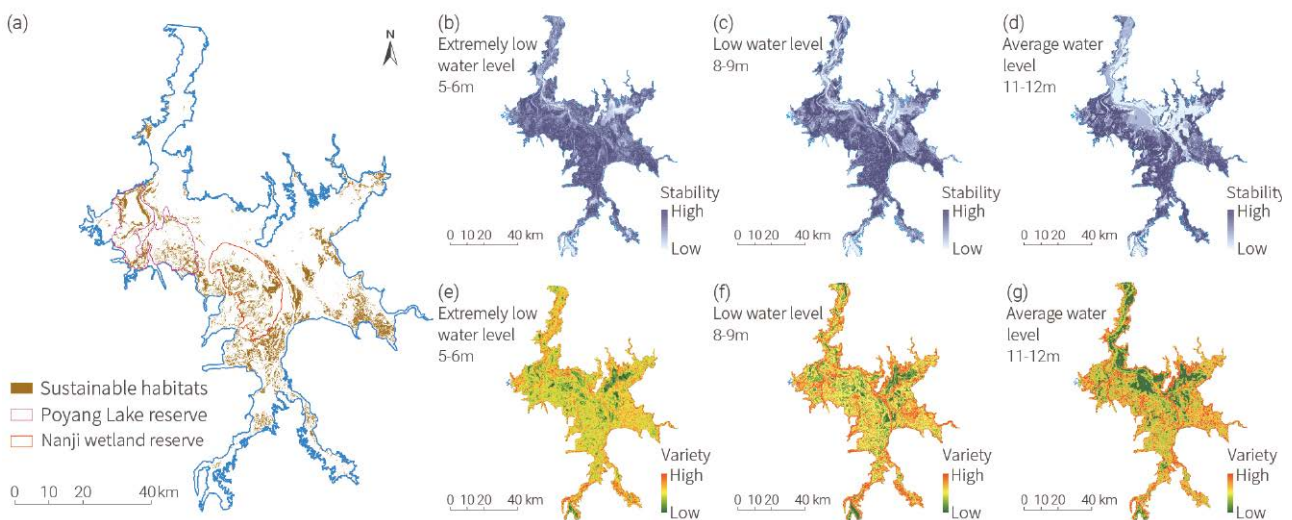 (a)
N
Sustainable habitats
Poyang Lake reserve
Nanji wetland reserve
0 10 20 40 km
(b)
Extremely low
water level
5-6m
Stability
High
Low
0 10 20 40 km
(c)
Low water level
8-9m
Stability
High
Low
0 10 20 40 km
(d)
Average water
level
11-12m
Stability
High
Low
0 10 20 40 km
(e)
Extremely low
water level
5-6m
Variety
High
Low
0 10 20 40 km
(f)
Low water level
8-9m
Variety
High
Low
0 10 20 40 km
(g)
Average water
level
11-12m
Variety
High
Low
0 10 20 40 km